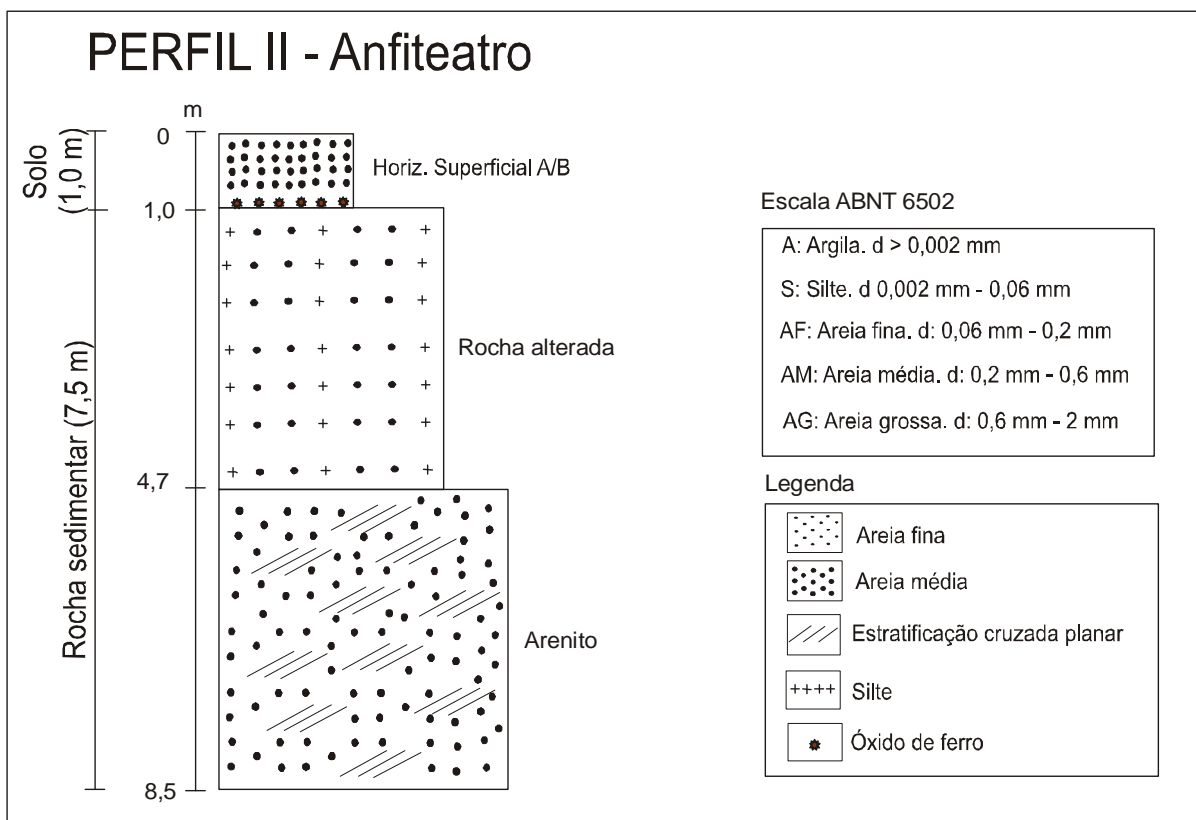 PERFIL II - Anfiteatro
m
0
Solo
(1,0 m)
Horiz. Superficial A/B
1,0
Rocha alterada
4,7
Rocha sedimentar (7,5 m)
Arenito
8,5
Escala ABNT 6502
A: Argila. d > 0,002 mm
S: Silte. d 0,002 mm - 0,06 mm
AF: Areia fina. d: 0,06 mm - 0,2 mm
AM: Areia média. d: 0,2 mm - 0,6 mm
AG: Areia grossa. d: 0,6 mm - 2 mm
Legenda
Areia fina
Areia média
Estratificação cruzada planar
++++ Silte
Óxido de ferro